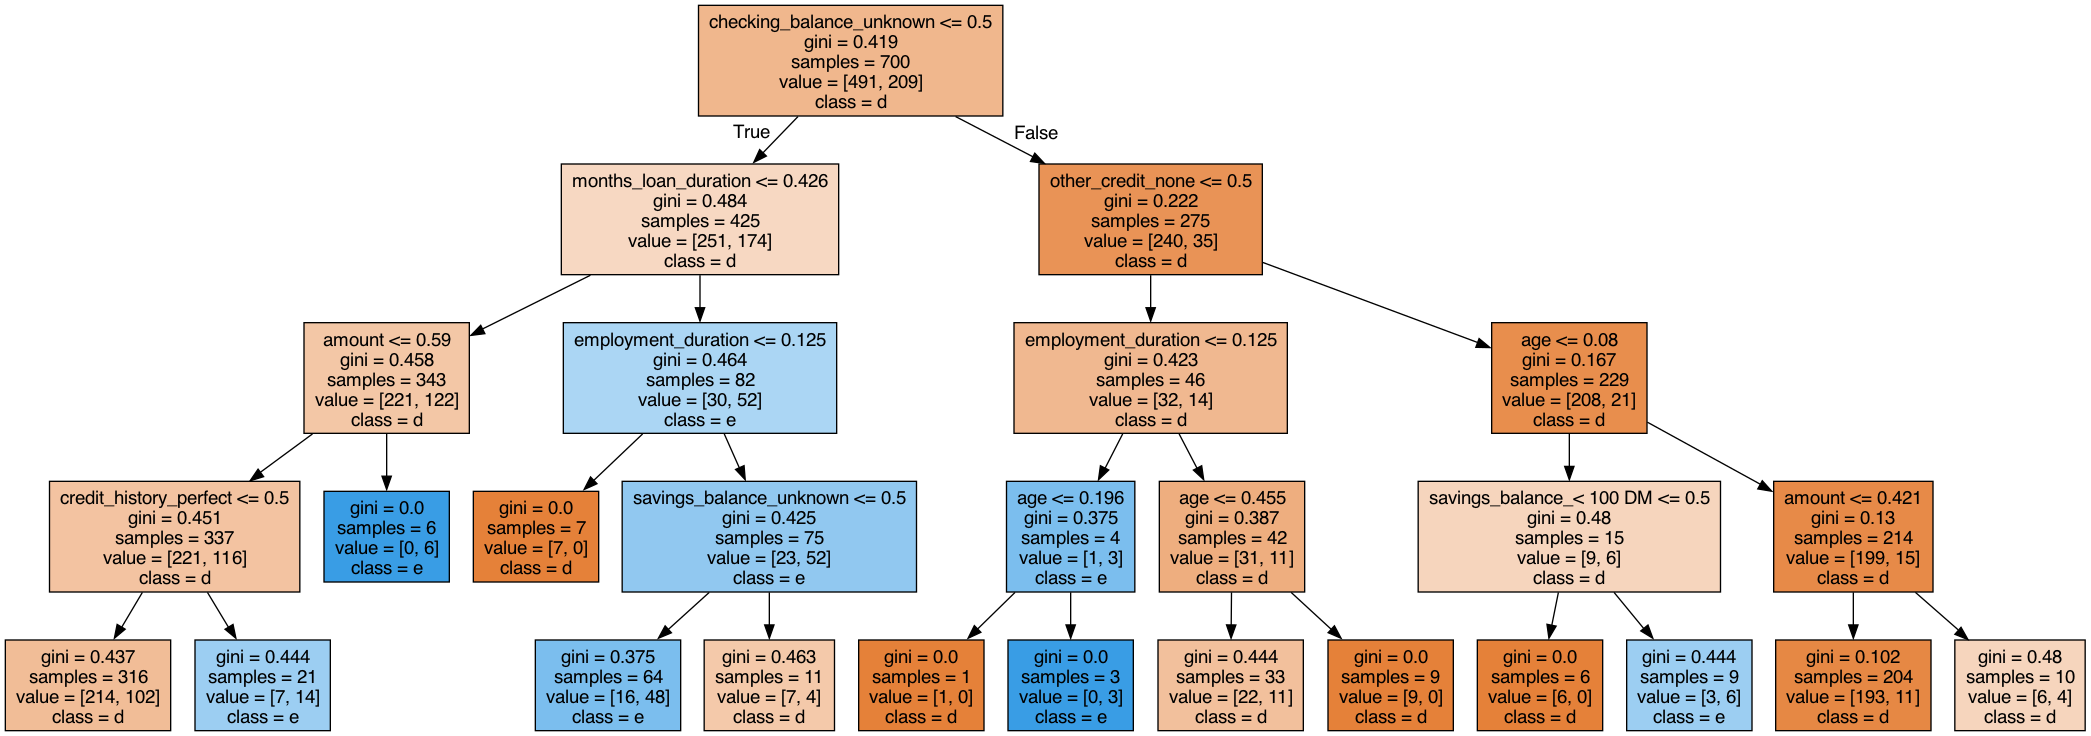 checking_balance_unknown <= 0.5
gini = 0.419
samples = 700
value = [491, 209]
class = d
True
False
months_loan_duration <= 0.426
gini = 0.484
samples = 425
value = [251, 174]
class = d
other_credit_none <= 0.5
gini = 0.222
samples = 275
value = [240, 35]
class = d
amount <= 0.59
gini = 0.458
samples = 343
value = [221, 122]
class = d
employment_duration <= 0.125
gini = 0.464
samples = 82
value = [30, 52]
class = e
employment_duration <= 0.125
gini = 0.423
samples = 46
value = [32, 14]
class = d
age <= 0.08
gini = 0.167
samples = 229
value = [208, 21]
class = d
credit_history_perfect <= 0.5
gini = 0.451
samples = 337
value = [221, 116]
class = d
gini = 0.0
samples = 6
value = [0, 6]
class = e
gini = 0.0
samples = 7
value = [7, 0]
class = d
savings_balance_unknown <= 0.5
gini = 0.425
samples = 75
value = [23, 52]
class = e
age <= 0.196
gini = 0.375
samples = 4
value = [1, 3]
class = e
age <= 0.455
gini = 0.387
samples = 42
value = [31, 11]
class = d
savings_balance_< 100 DM <= 0.5
gini = 0.48
samples = 15
value = [9, 6]
class = d
amount <= 0.421
gini = 0.13
samples = 214
value = [199, 15]
class = d
gini = 0.437
samples = 316
value = [214, 102]
class = d
gini = 0.444
samples = 21
value = [7, 14]
class = e
gini = 0.375
samples = 64
value = [16, 48]
class = e
gini = 0.463
samples = 11
value = [7, 4]
class = d
gini = 0.0
samples = 1
value = [1, 0]
class = d
gini = 0.0
samples = 3
value = [0, 3]
class = e
gini = 0.444
samples = 33
value = [22, 11]
class = d
gini = 0.0
samples = 9
value = [9, 0]
class = d
gini = 0.0
samples = 6
value = [6, 0]
class = d
gini = 0.444
samples = 9
value = [3, 6]
class = e
gini = 0.102
samples = 204
value = [193, 11]
class = d
gini = 0.48
samples = 10
value = [6, 4]
class = d